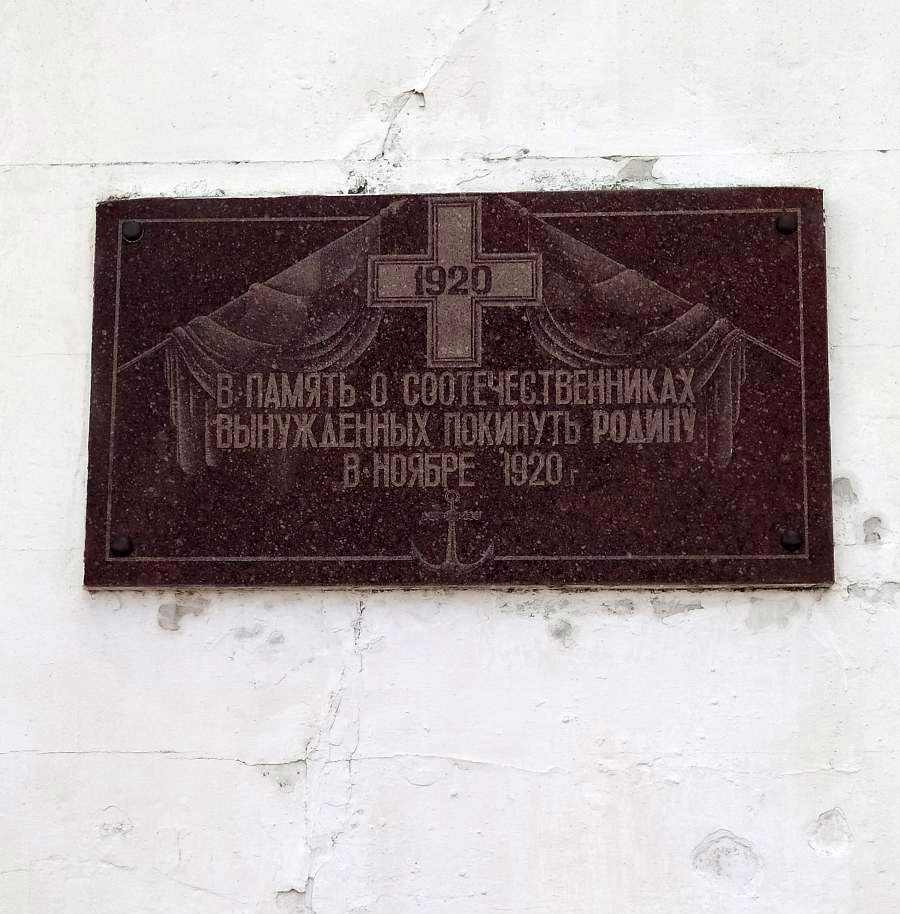 1920
В ПАМЯТЬ О СООТЕЧЕСТВЕННИКАХ
ВЫНУЖДЕННЫХ ПОКИНУТЬ РОДИНУ
В НОЯБРЕ 1920 г